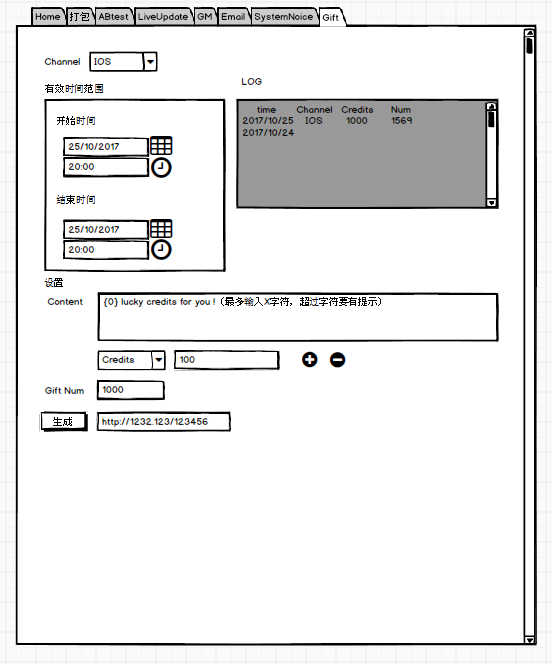 Home 打包 ABtest LiveUpdate GM Email SystemNoice Gift
Channel IOS
LOG
有效时间范围
time Channel Credits Num
2017/10/25 IOS 1000 1569
2017/10/24
开始时间
25/10/2017
20:00
结束时间
25/10/2017
20:00
设置
Content {0} lucky credits for you !（最多输入X字符，超过字符要有提示）
Credits 100
Gift Num 1000
生成 http://1232.123/123456